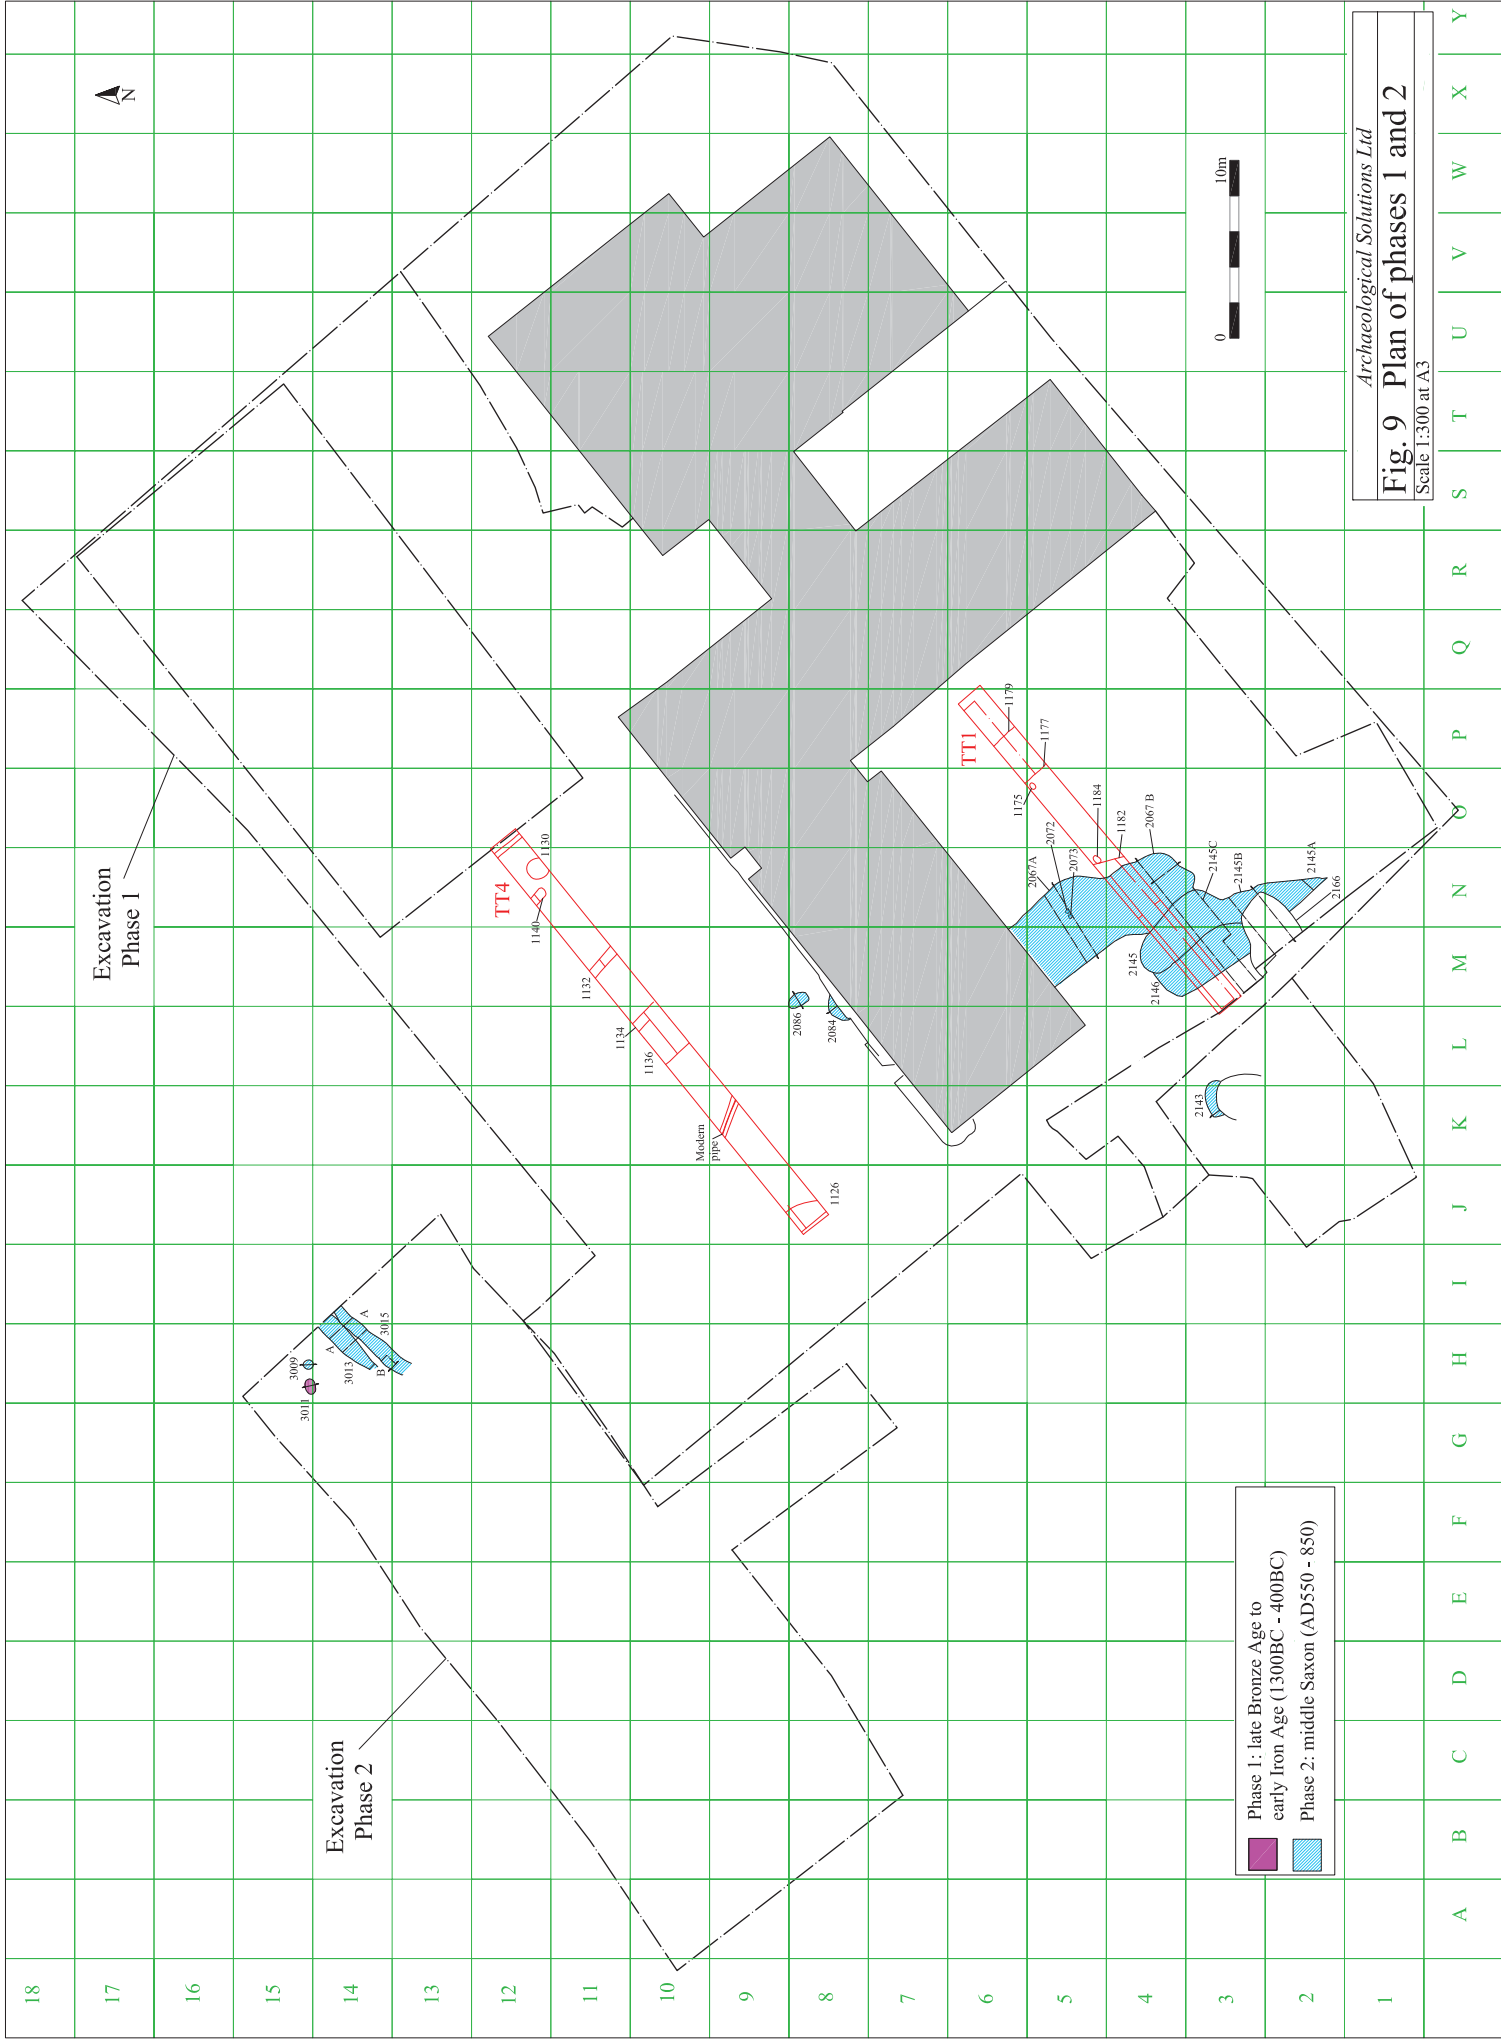 Excavation
Phase 1
Excavation
Phase 2
N
TT4
1130
1140
1132
1134
1136
Modern
pipe
1126
TT1
1179
1177
1175
1184
1182
2072
2073
2067A
2067 B
2145C
2145B
2145A
2166
2145
2146
2086
2084
2143
3009
3011
3013
3015
A
A
B
0
10m
Phase 1: late Bronze Age to
early Iron Age (1300BC - 400BC)
Phase 2: middle Saxon (AD550 - 850)
Archaeological Solutions Ltd
Fig. 9 Plan of phases 1 and 2
Scale 1:300 at A3
18
17
16
15
14
13
12
11
10
9
8
7
6
5
4
3
2
1
A
B
C
D
E
F
G
H
I
J
K
L
M
N
O
P
Q
R
S
T
U
V
W
X
Y